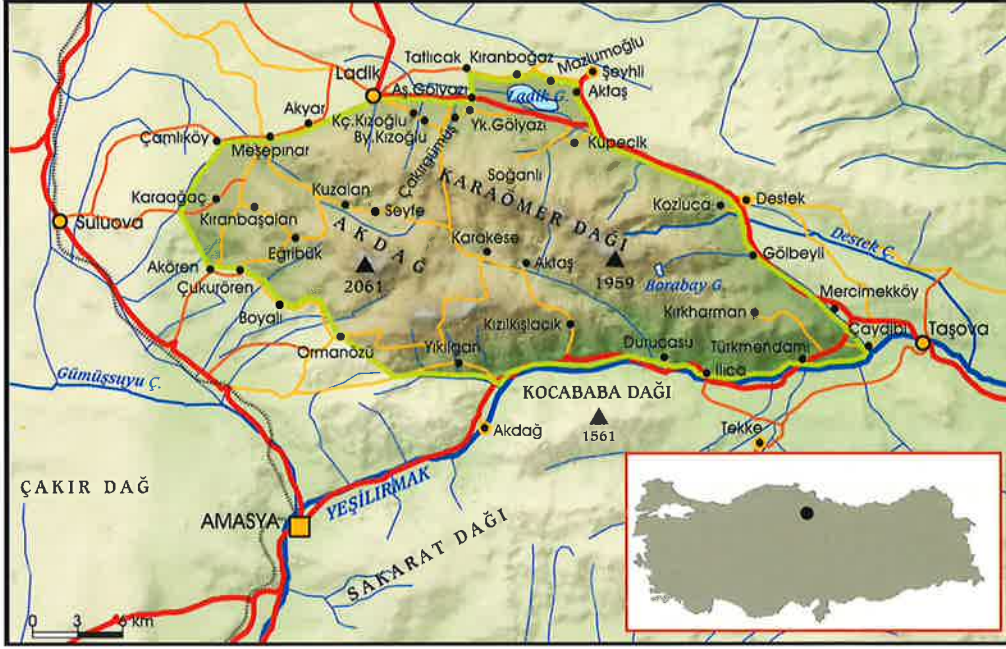 Tatlıcak
Kıranboğaz
Mazlumoğlu
Şeyhli
Ladik
Aş.Gölyazı
Ladik G.
Aktaş
Akyar
Kç.Kızoğlu
By.Kızoğlu
Çakırgümüş
Yk.Gölyazı
Küpecik
Çamlıköy
Meşepınar
Soğanlı
KARAÖMER DAĞI
Karaağaç
Kıranbaşalan
Kuzalan
Seyfe
Kozluca
Destek
Suluova
AKDAĞ
Karakese
Destek Ç.
Eğribük
Aktaş
Gölbeyli
Akören
2061
1959
Borabay G.
Çukurören
Mercimekköy
Boyalı
Kırkharman
Kızılkışlacık
Çaydibi
Taşova
Ormanözü
Yıkılgan
Durucasu
Türkmendamı
Ilıca
Gümüşsuyu Ç.
KOCABABA DAĞI
1561
Akdağ
Tekke
YEŞİLIRMAK
ÇAKIR DAĞ
AMASYA
SAKARAT DAĞI
0 3 6 km